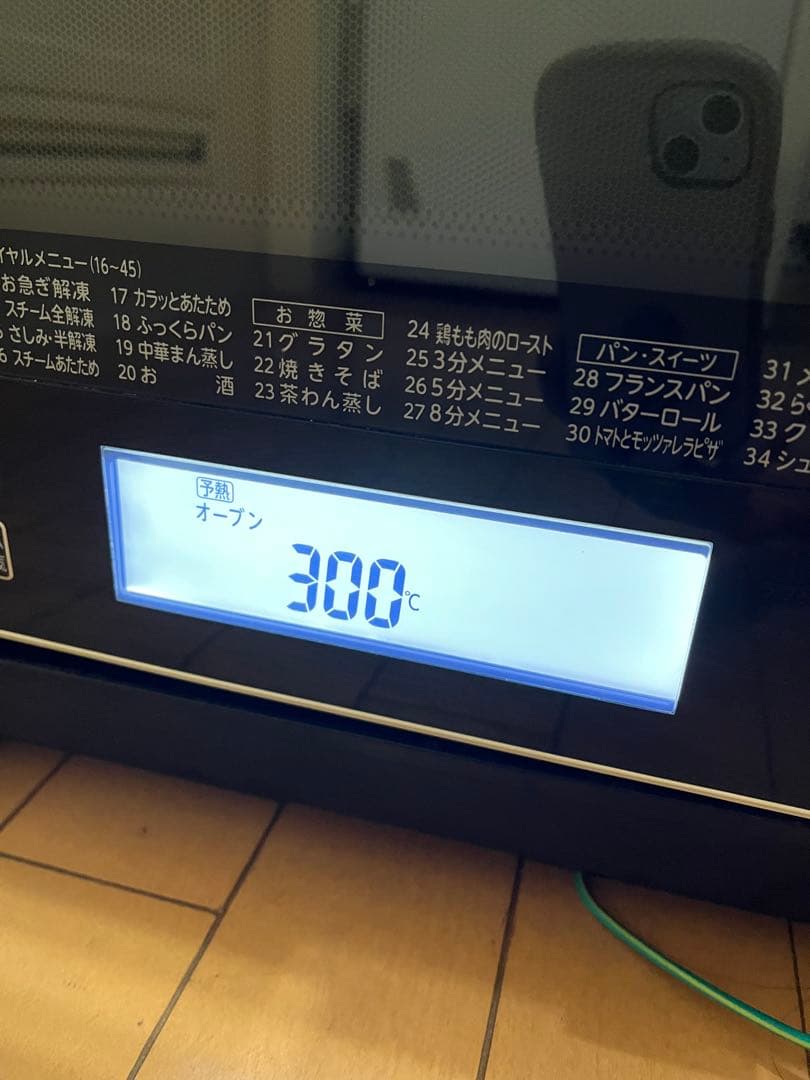 イヤルメニュー(16~45)
お急ぎ解凍
スチーム全解凍
さしみ・半解凍
6 スチームあたため
17 カラッとあたため
18 ふっくらパン
19 中華まん蒸し
20 お 酒
お惣菜
21 グラタン
22 焼きそば
23 茶わん蒸し
24 鶏もも肉のロースト
25 3分メニュー
26 5分メニュー
27 8分メニュー
パン・スイーツ
28 フランスパン
29 バターロール
30 トマトとモッツァレラピザ
31
32 ら
33 ク
34 シュ
予熱
オーブン
300℃